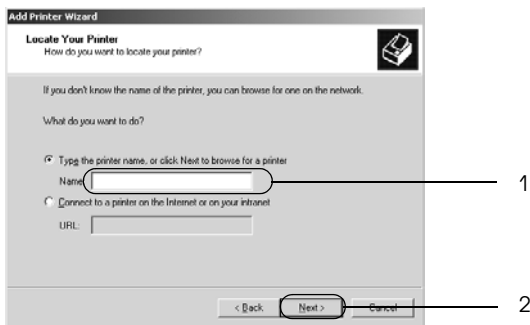 Add Printer Wizard
Locate Your Printer
How do you want to locate your printer?
If you don't know the name of the printer, you can browse for one on the network.
What do you want to do?
Type the printer name, or click Next to browse for a printer
Name: 1
Connect to a printer on the Internet or on your intranet
URL:
< Back Next > Cancel 2